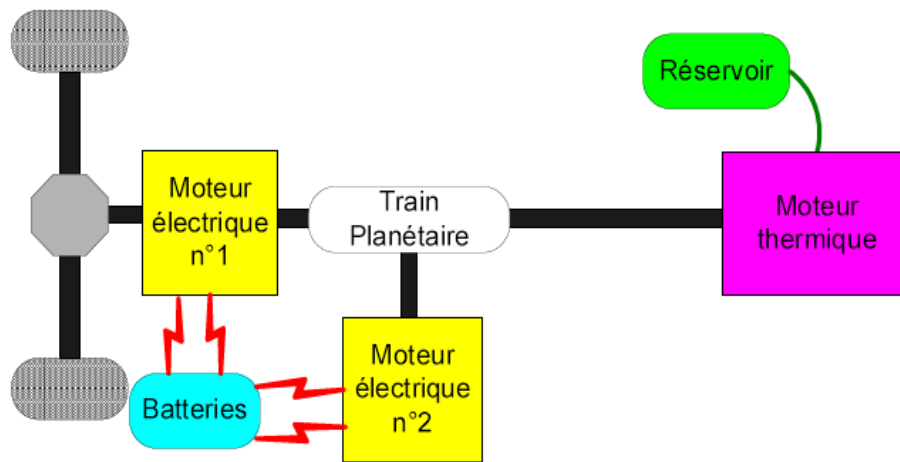 Réservoir
Moteur
électrique
n°1
Train
Planétaire
Moteur
thermique
Batteries
Moteur
électrique
n°2